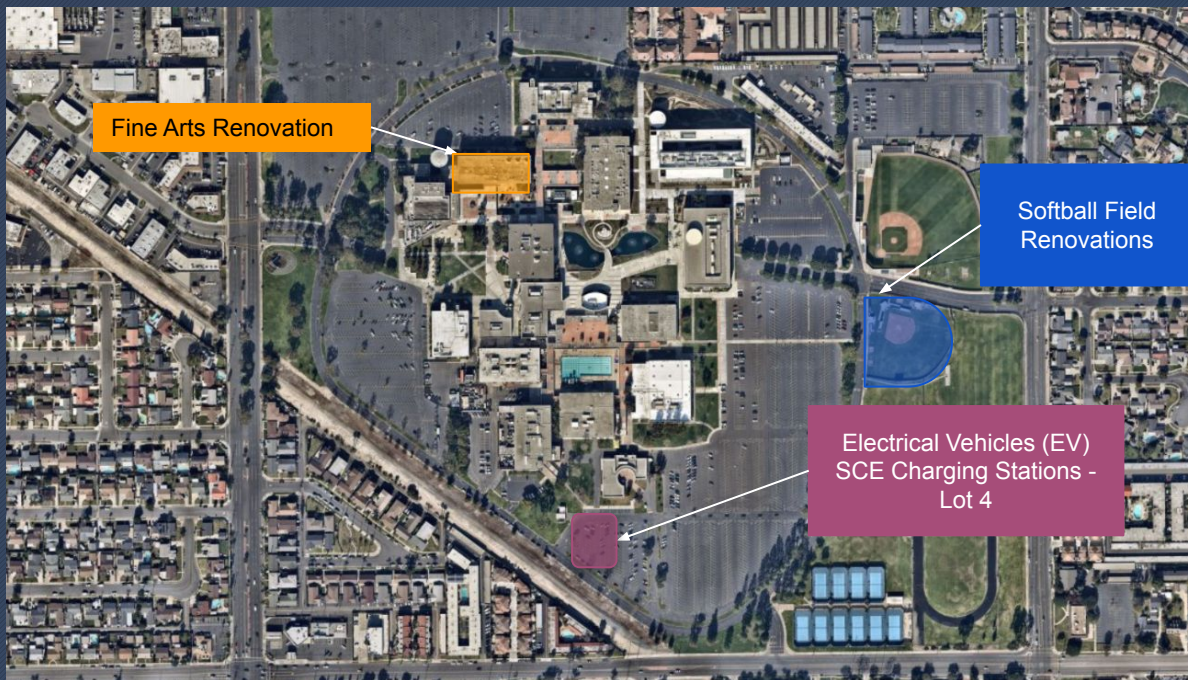 Fine Arts Renovation
Softball Field
Renovations
Electrical Vehicles (EV)
SCE Charging Stations -
Lot 4